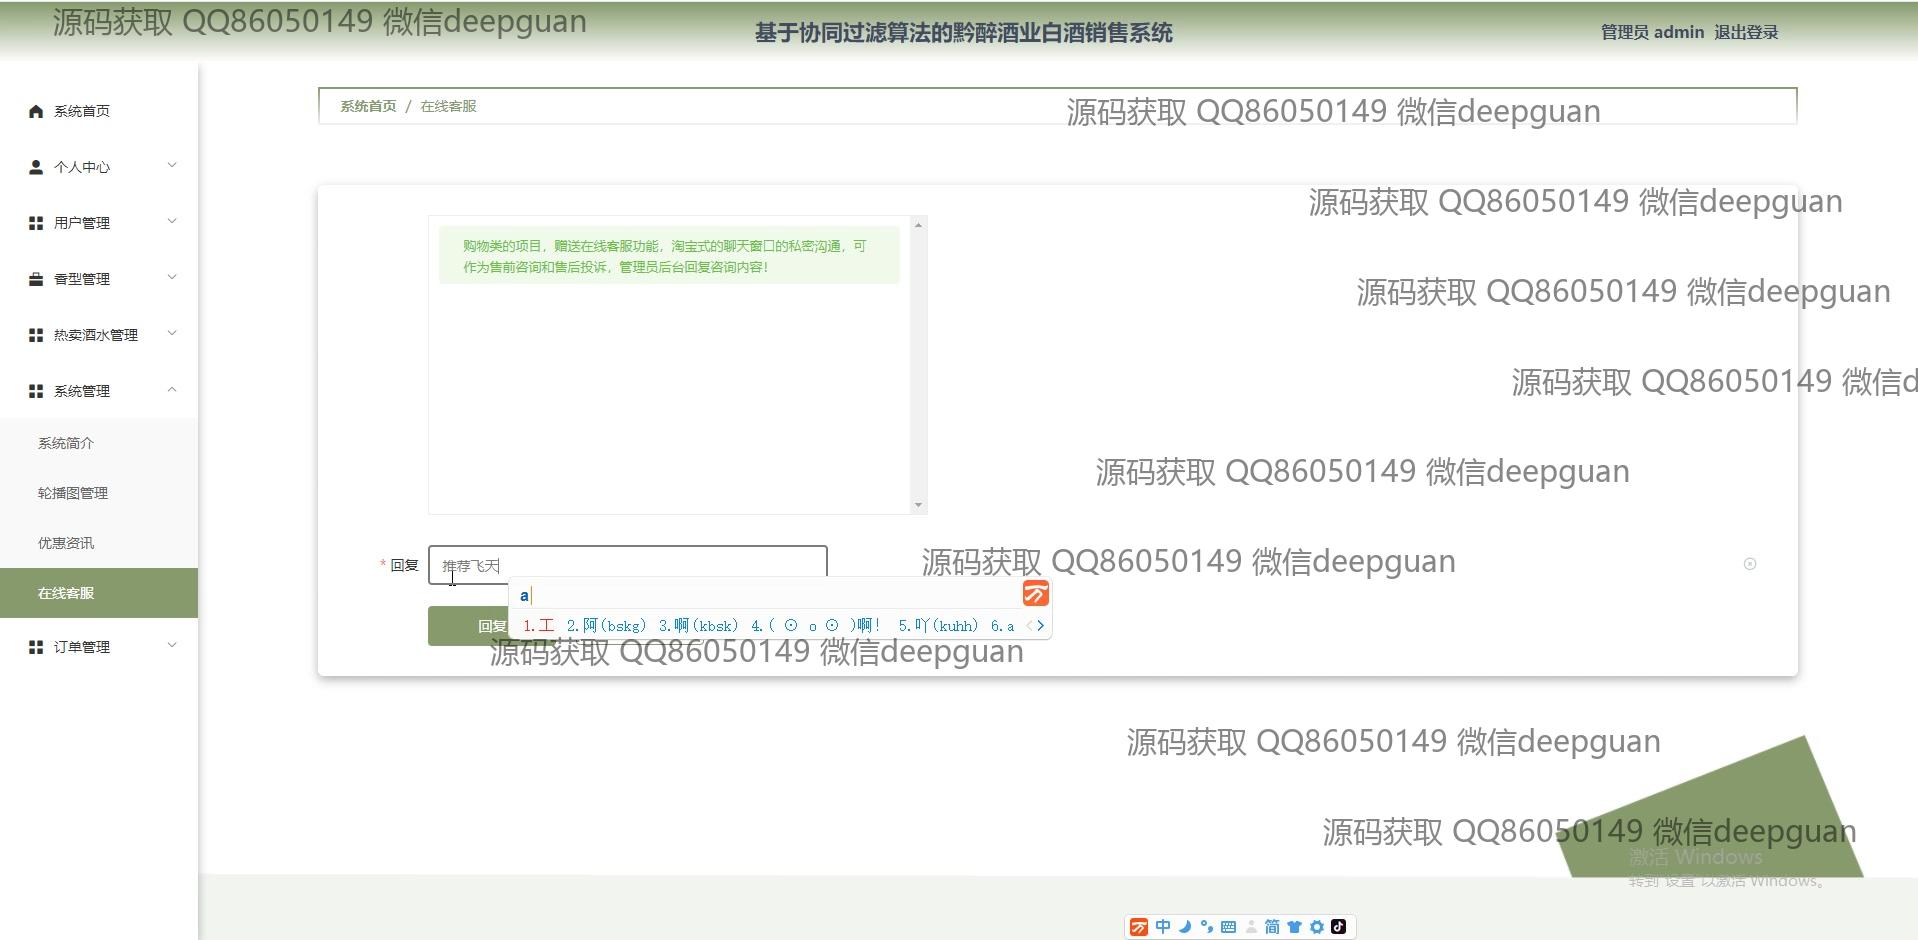 源码获取 QQ86050149 微信deepguan
基于协同过滤算法的黔醉酒业白酒销售系统
管理员 admin 退出登录
系统首页 / 在线客服
源码获取 QQ86050149 微信deepguan
系统首页
个人中心
用户管理
香型管理
热卖酒水管理
系统管理
系统简介
轮播图管理
优惠资讯
在线客服
订单管理
源码获取 QQ86050149 微信deepguan
购物类的项目，赠送在线客服功能，淘宝式的聊天窗口的私密沟通，可
作为售前咨询和售后投诉，管理员后台回复咨询内容！
源码获取 QQ86050149 微信deepguan
源码获取 QQ86050149 微信d
源码获取 QQ86050149 微信deepguan
* 回复
推荐飞天
源码获取 QQ86050149 微信deepguan
a
回复
1.工 2.阿(bskg) 3.啊(kbsk) 4.( ⊙ o ⊙ )啊! 5.吖(kuhh) 6.a
源码获取 QQ86050149 微信deepguan
源码获取 QQ86050149 微信deepguan
源码获取 QQ86050149 微信deepguan
激活 Windows
转到"设置"以激活 Windows。
中 简